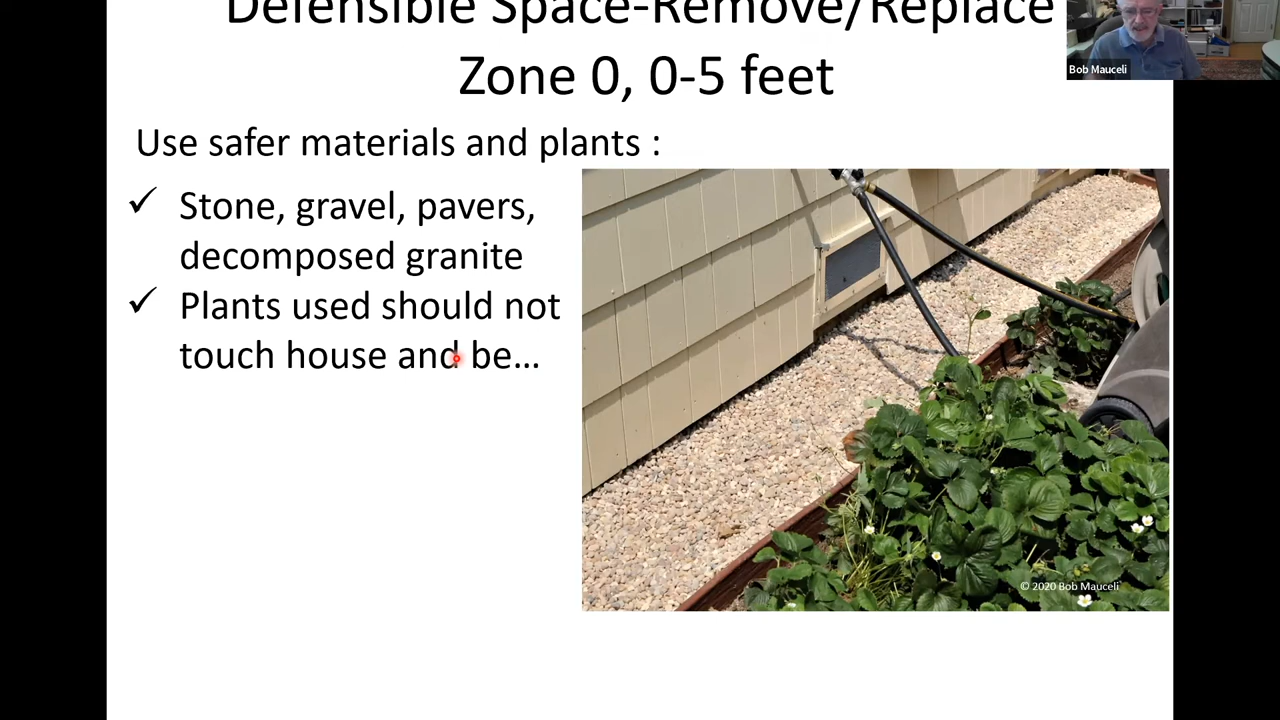 Defensible Space-Remove/Replace
Zone 0, 0-5 feet
Bob Mauceli
Use safer materials and plants :
✓ Stone, gravel, pavers,
decomposed granite
✓ Plants used should not
touch house and be...
© 2020 Bob Mauceli